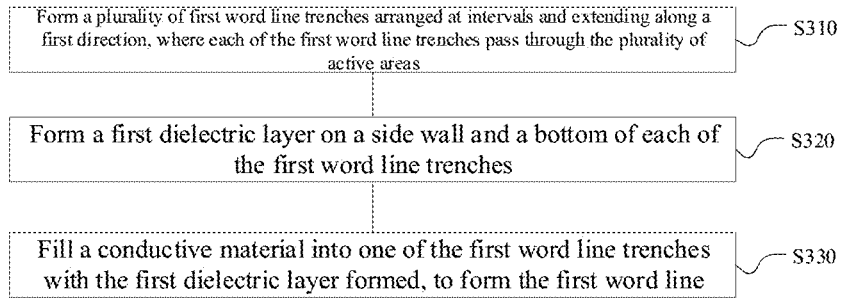 Form a plurality of first word line trenches arranged at intervals and extending along a
first direction, where each of the first word line trenches pass through the plurality of
active areas
S310
Form a first dielectric layer on a side wall and a bottom of each of
the first word line trenches
S320
Fill a conductive material into one of the first word line trenches
with the first dielectric layer formed, to form the first word line
S330